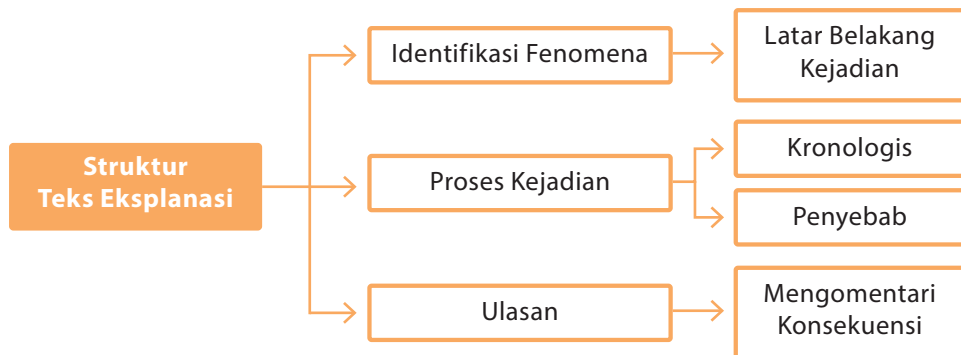 Struktur
Teks Eksplanasi
Identifikasi Fenomena
Latar Belakang
Kejadian
Proses Kejadian
Kronologis
Penyebab
Ulasan
Mengomentari
Konsekuensi